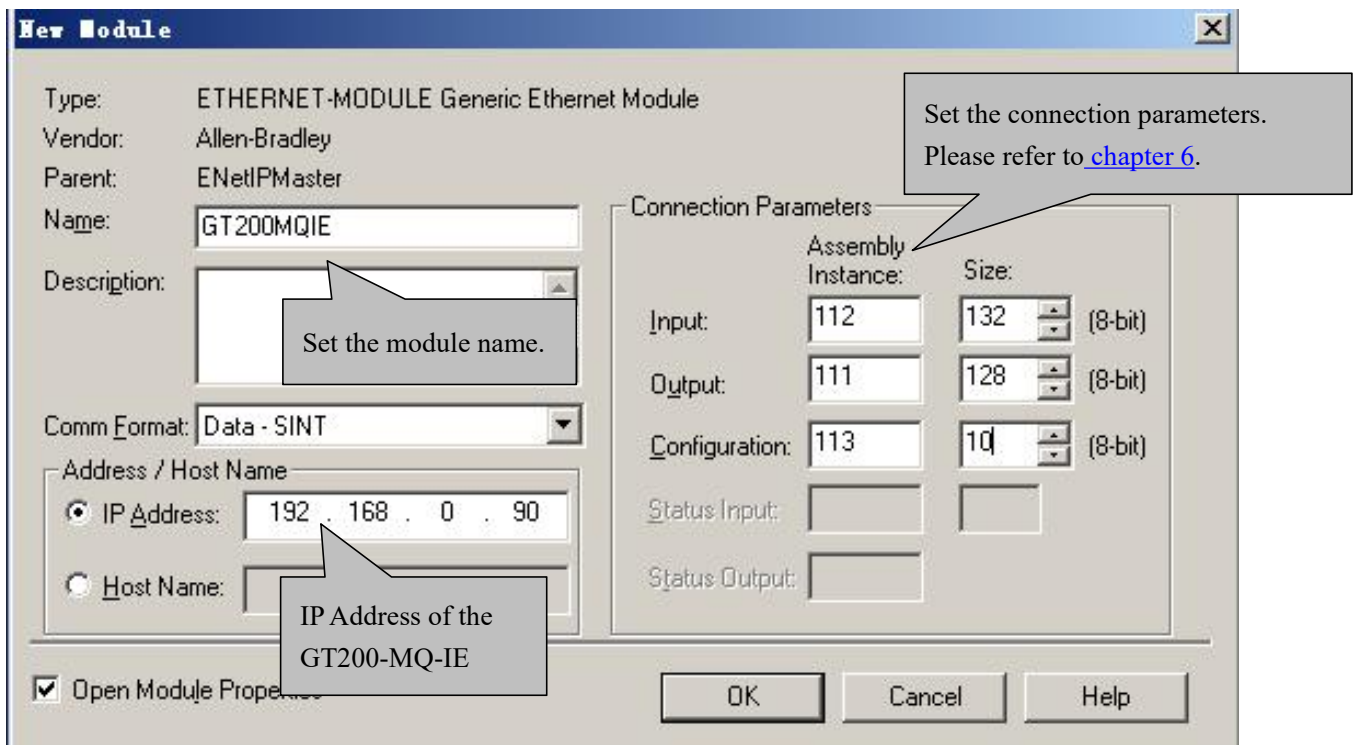 New Module
Type: ETHERNET-MODULE Generic Ethernet Module
Vendor: Allen-Bradley
Parent: ENetIPMaster
Name: GT200MQIE
Description:
Set the module name.
Comm Format: Data - SINT
Address / Host Name
IP Address: 192 . 168 . 0 . 90
Host Name:
IP Address of the
GT200-MQ-IE
Set the connection parameters.
Please refer to chapter 6.
Connection Parameters
Assembly
Instance: Size:
Input: 112 132 (8-bit)
Output: 111 128 (8-bit)
Configuration: 113 10 (8-bit)
Status Input:
Status Output:
Open Module
OK Cancel Help